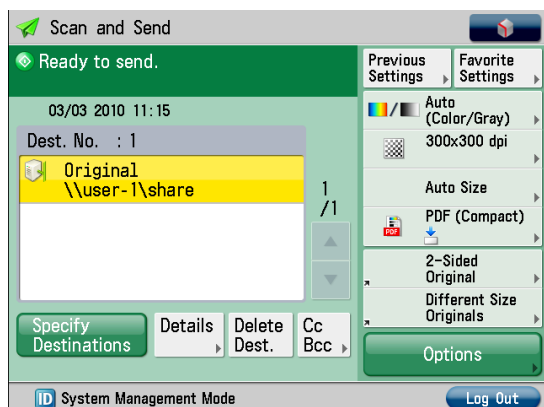 Scan and Send
Ready to send.
03/03 2010 11:15
Dest. No. : 1
Original
\\user-1\share
1
/1
Specify
Destinations
Details
Delete
Dest.
Cc
Bcc
Previous
Settings
Favorite
Settings
Auto
(Color/Gray)
300x300 dpi
Auto Size
PDF
PDF (Compact)
2-Sided
Original
Different Size
Originals
Options
ID System Management Mode
Log Out